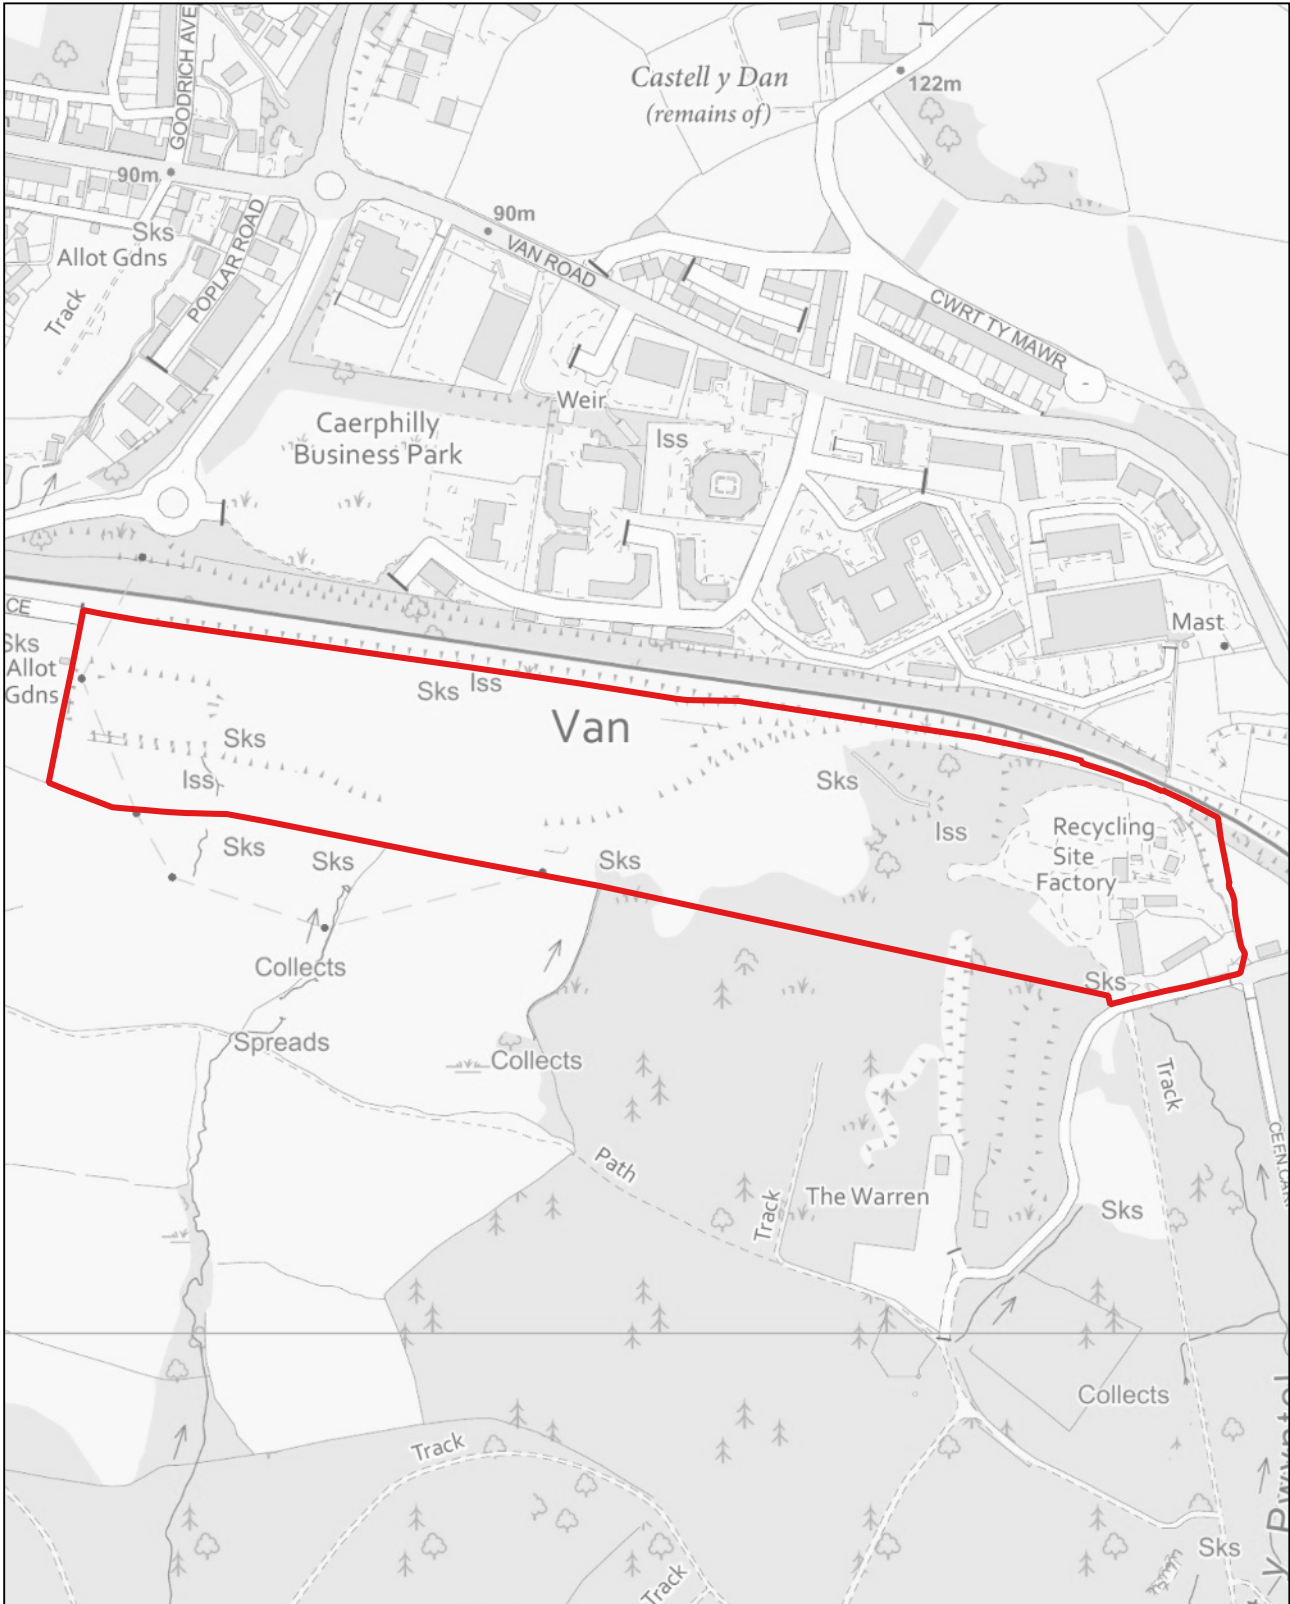 GOODRICH AVE
Castell y Dan
(remains of)
122m
90m
90m
Sks
Allot Gdns
POPLAR ROAD
VAN ROAD
Track
CWRT TY MAWR
Weir
Caerphilly
Business Park
Iss
CE
Mast
Sks
Allot
Gdns
Iss
Sks
Van
Sks
Iss
Sks
Iss
Recycling
Site
Factory
Sks
Sks
Sks
Collects
Sks
Spreads
Collects
Track
Path
The Warren
Track
Sks
Collects
Track
Sks
Track